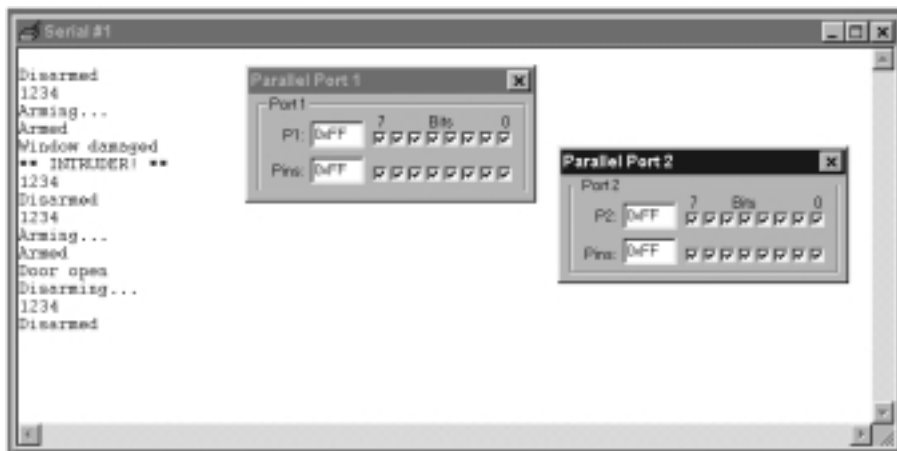 Serial #1
Disarmed
1234
Arming...
Armed
Window damaged
** INTRUDER! **
1234
Disarmed
1234
Arming...
Armed
Door open
Disarming...
1234
Disarmed
Parallel Port 1
Port 1
7 Bits 0
P1: 0xFF
Pins: 0xFF
Parallel Port 2
Port 2
7 Bits 0
P2: 0xFF
Pins: 0xFF